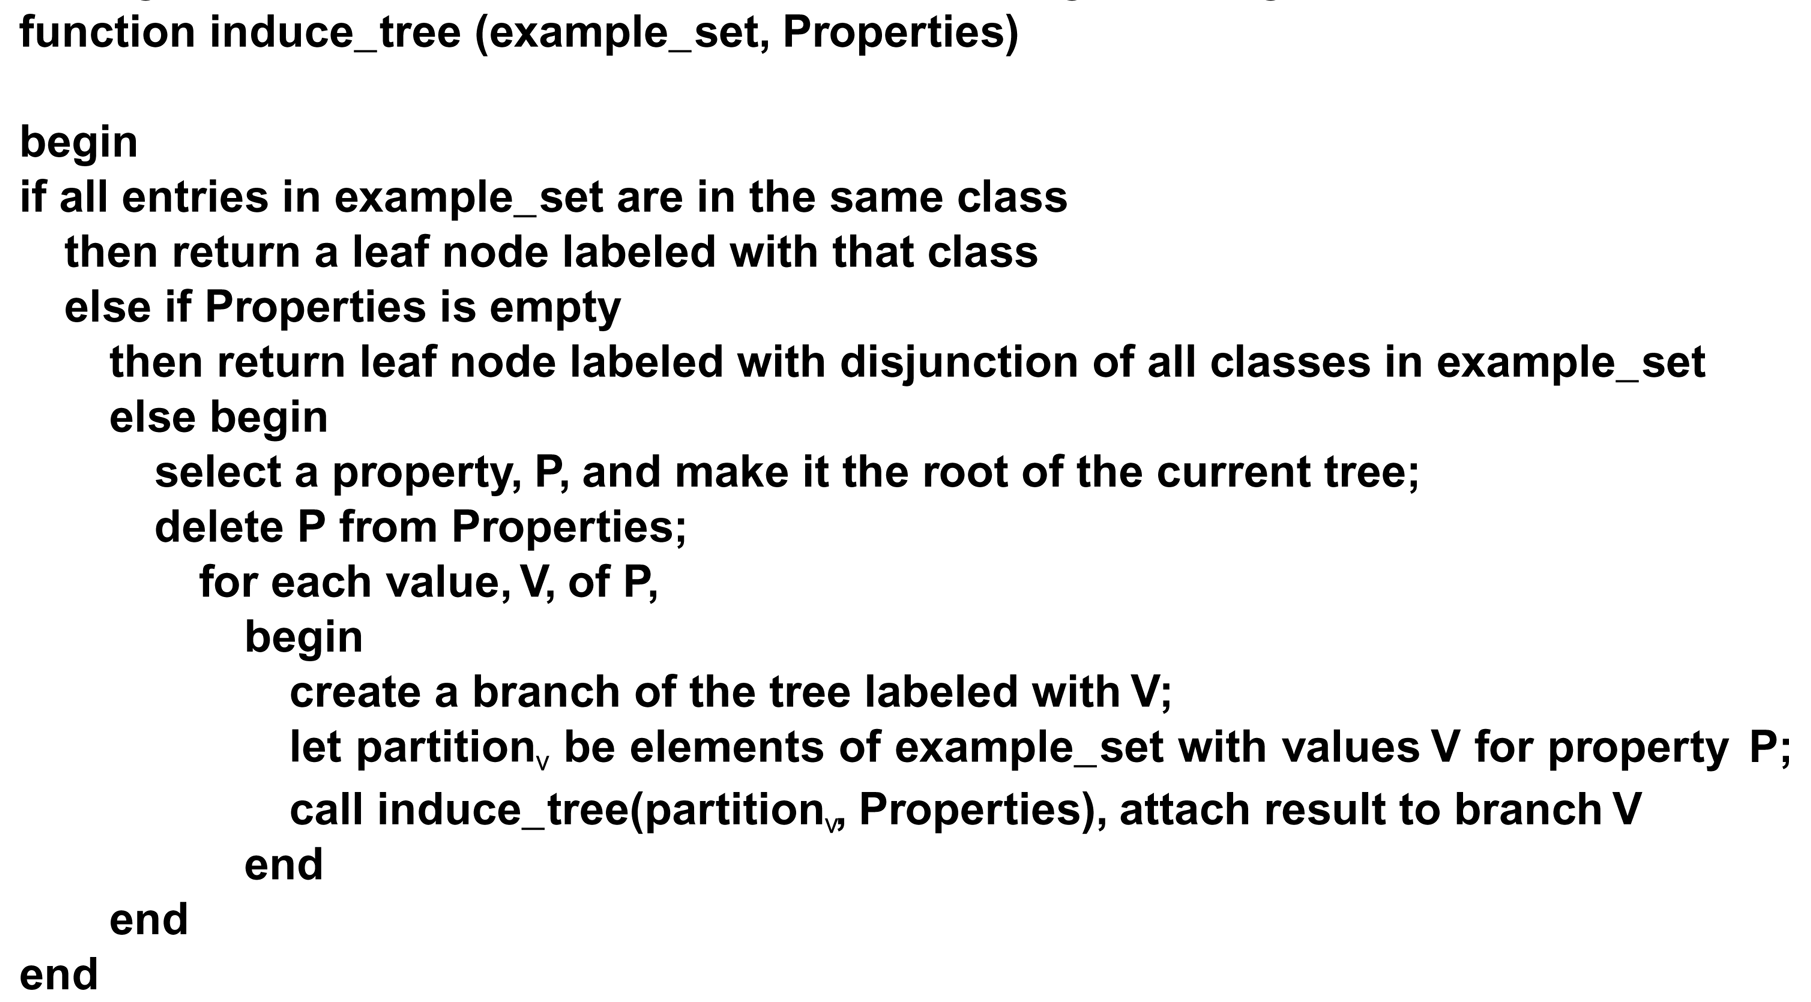 function induce_tree (example_set, Properties)
begin
if all entries in example_set are in the same class
then return a leaf node labeled with that class
else if Properties is empty
then return leaf node labeled with disjunction of all classes in example_set
else begin
select a property, P, and make it the root of the current tree;
delete P from Properties;
for each value, V, of P,
begin
create a branch of the tree labeled with V;
let partitionv be elements of example_set with values V for property P;
call induce_tree(partitionv, Properties), attach result to branch V
end
end
end